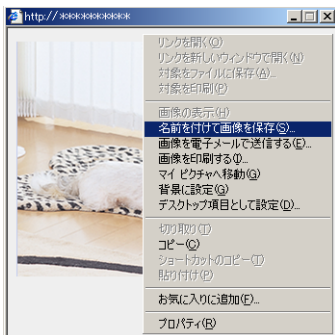 http://***********
リンクを開く(O)
リンクを新しいウィンドウで開く(N)
対象をファイルに保存(A)...
対象を印刷(P)
画像の表示(H)
名前を付けて画像を保存(S)...
画像を電子メールで送信する(E)...
画像を印刷する(I)...
マイ ピクチャへ移動(G)
背景に設定(G)
デスクトップ項目として設定(D)...
切り取り(T)
コピー(C)
ショートカットのコピー(T)
貼り付け(P)
お気に入りに追加(F)...
プロパティ(R)